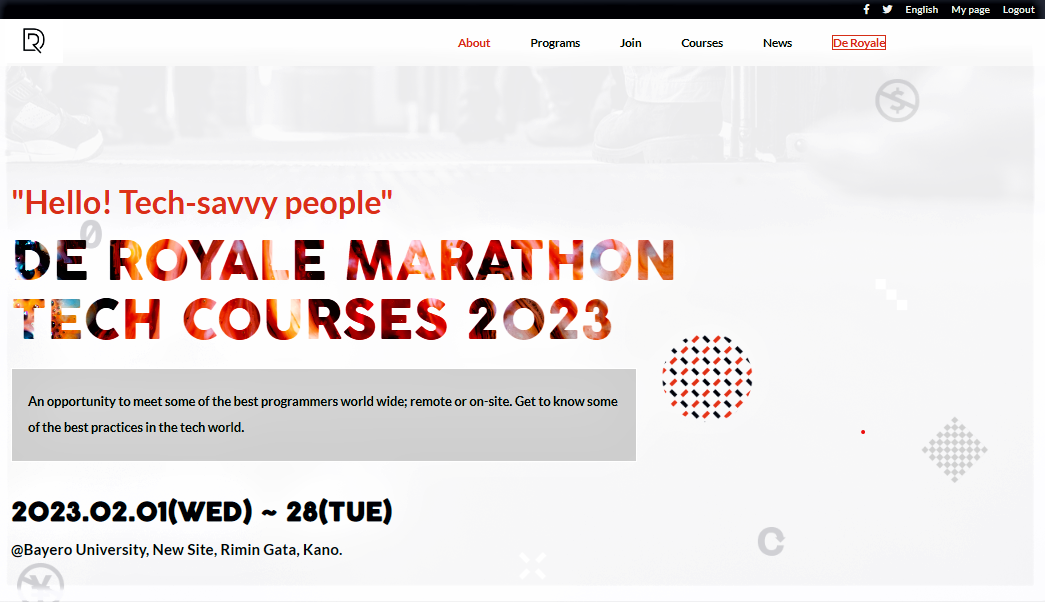 English My page Logout
About Programs Join Courses News De Royale
"Hello! Tech-savvy people"
DE ROYALE MARATHON
TECH COURSES 2023
An opportunity to meet some of the best programmers world wide; remote or on-site. Get to know some
of the best practices in the tech world.
2023.02.01(WED) ~ 28(TUE)
@Bayero University, New Site, Rimin Gata, Kano.